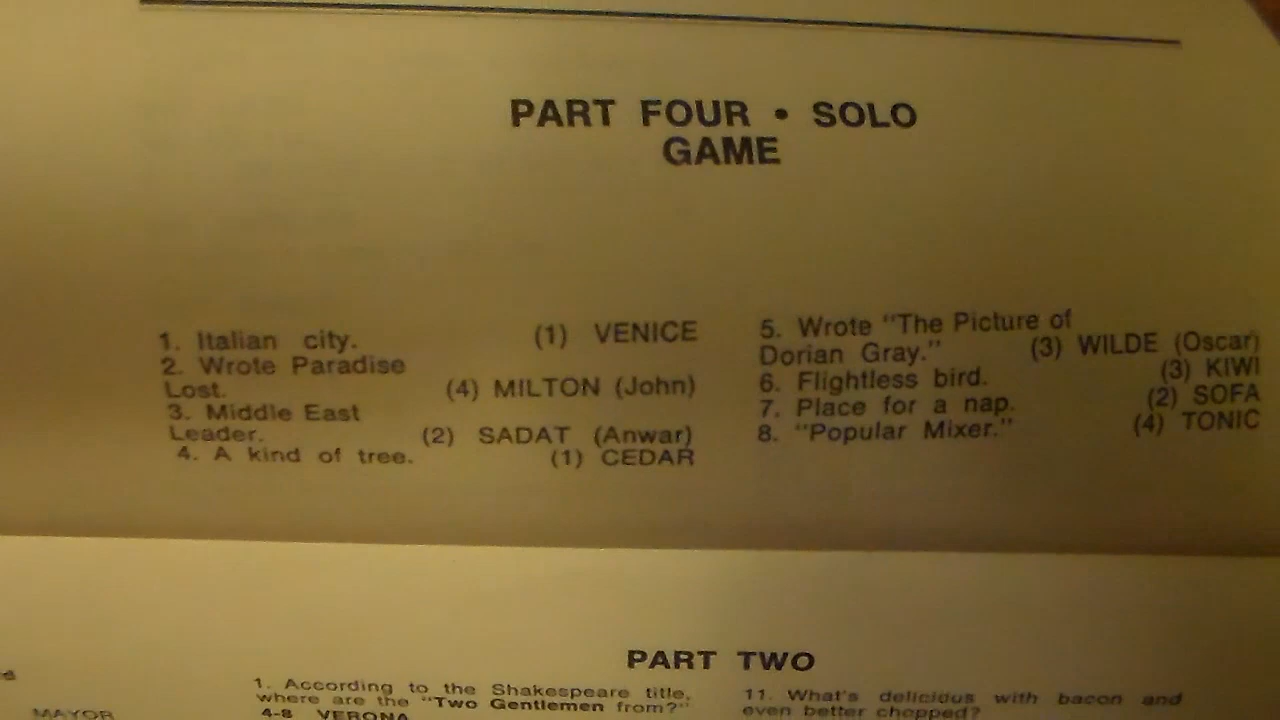 PART FOUR • SOLO
GAME
1. Italian city. (1) VENICE
2. Wrote Paradise
Lost. (4) MILTON (John)
3. Middle East
Leader. (2) SADAT (Anwar)
4. A kind of tree. (1) CEDAR
5. Wrote "The Picture of
Dorian Gray." (3) WILDE (Oscar)
6. Flightless bird. (3) KIWI
7. Place for a nap. (2) SOFA
8. "Popular Mixer." (4) TONIC
PART TWO
MAYOR
1. According to the Shakespeare title,
where are the "Two Gentlemen from?"
4-8 VERONA
11. What's delicious with bacon and
even better chopped?